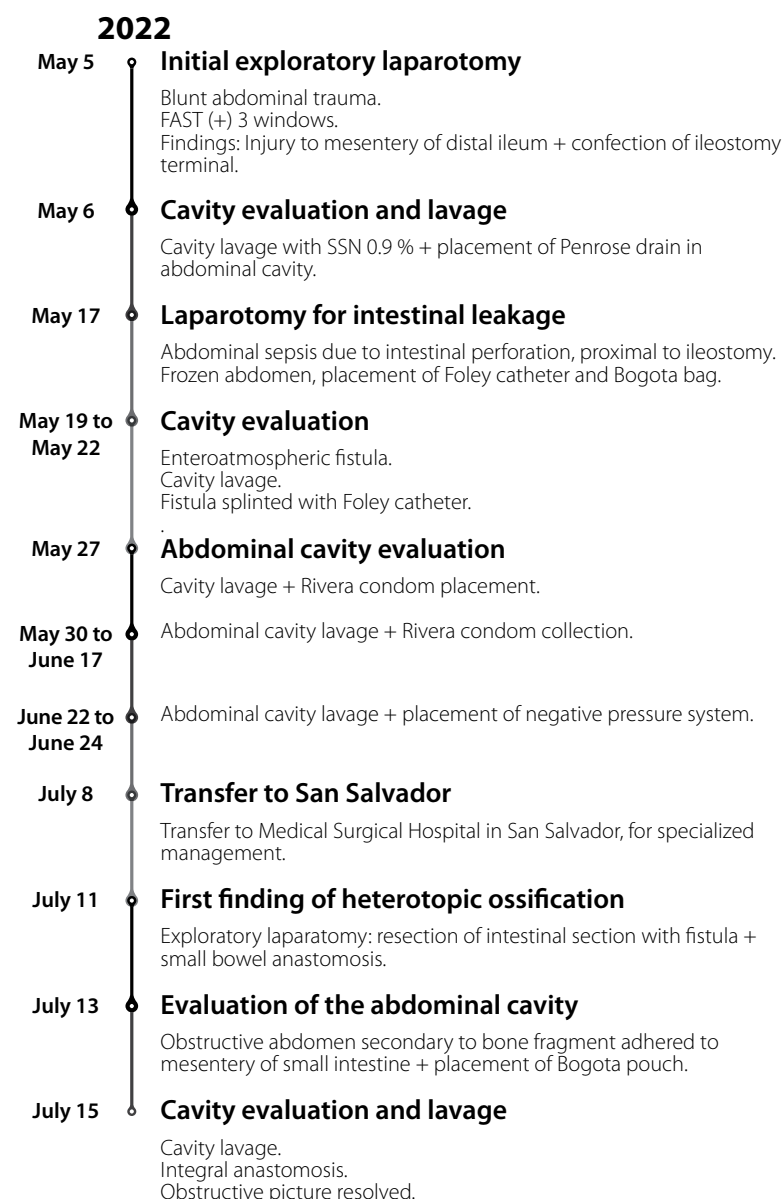 2022
May 5
Initial exploratory laparotomy
Blunt abdominal trauma.
FAST (+) 3 windows.
Findings: Injury to mesentery of distal ileum + confection of ileostomy
terminal.
May 6
Cavity evaluation and lavage
Cavity lavage with SSN 0.9 % + placement of Penrose drain in
abdominal cavity.
May 17
Laparotomy for intestinal leakage
Abdominal sepsis due to intestinal perforation, proximal to ileostomy.
Frozen abdomen, placement of Foley catheter and Bogota bag.
May 19 to
May 22
Cavity evaluation
Enteroatmospheric fistula.
Cavity lavage.
Fistula splinted with Foley catheter.
.
May 27
Abdominal cavity evaluation
Cavity lavage + Rivera condom placement.
May 30 to
June 17
Abdominal cavity lavage + Rivera condom collection.
June 22 to
June 24
Abdominal cavity lavage + placement of negative pressure system.
July 8
Transfer to San Salvador
Transfer to Medical Surgical Hospital in San Salvador, for specialized
management.
July 11
First finding of heterotopic ossification
Exploratory laparatomy: resection of intestinal section with fistula +
small bowel anastomosis.
July 13
Evaluation of the abdominal cavity
Obstructive abdomen secondary to bone fragment adhered to
mesentery of small intestine + placement of Bogota pouch.
July 15
Cavity evaluation and lavage
Cavity lavage.
Integral anastomosis.
Obstructive picture resolved.